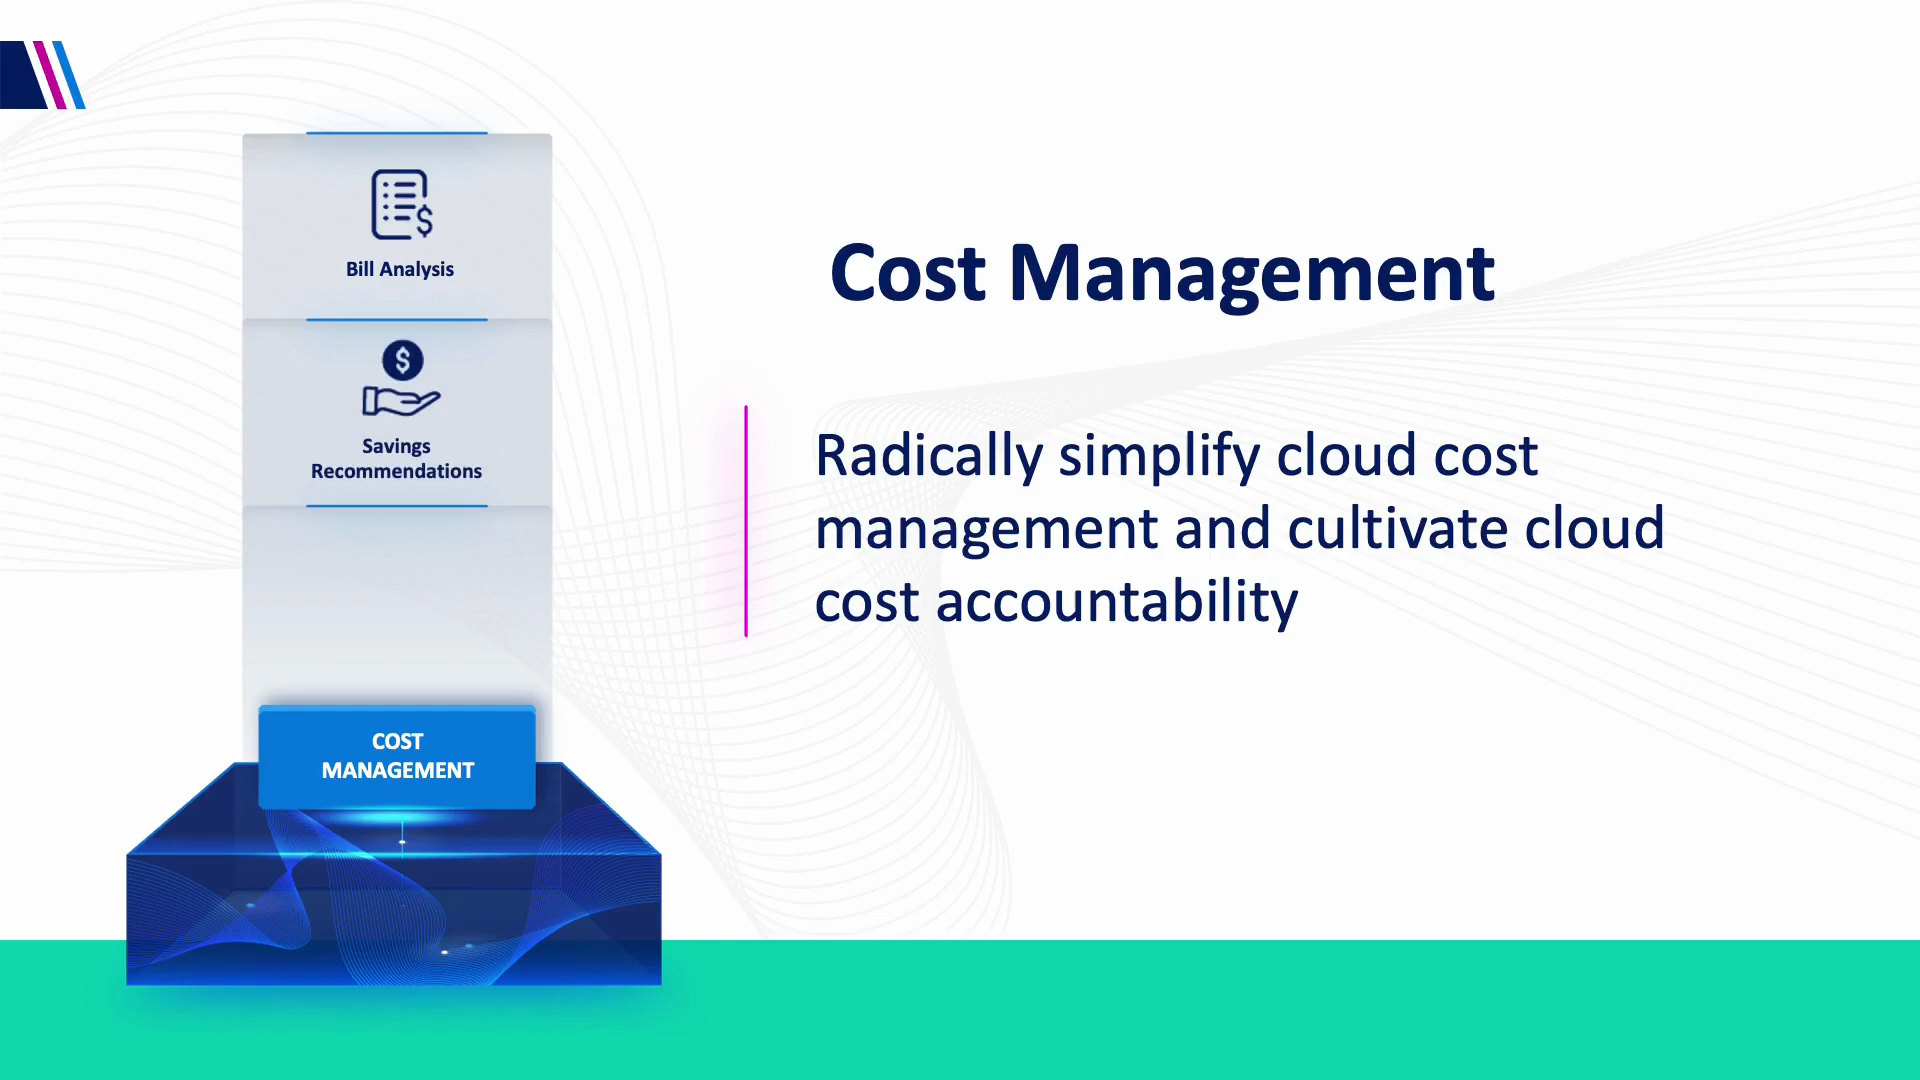 Bill Analysis
Savings
Recommendations
COST
MANAGEMENT
Cost Management
Radically simplify cloud cost
management and cultivate cloud
cost accountability